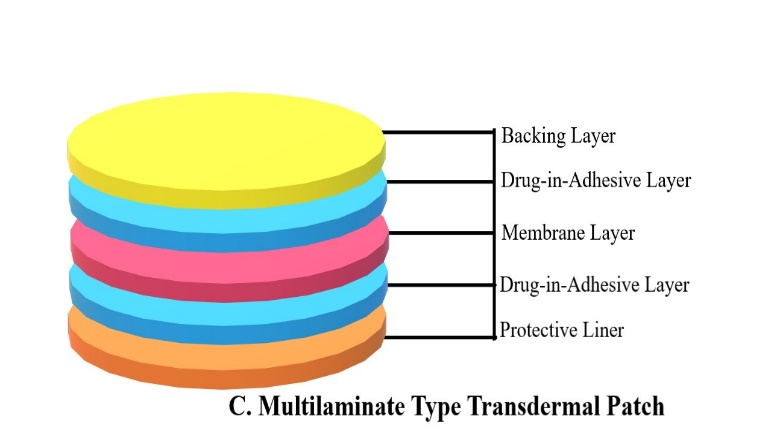 Backing Layer
Drug-in-Adhesive Layer
Membrane Layer
Drug-in-Adhesive Layer
Protective Liner
C. Multilaminate Type Transdermal Patch